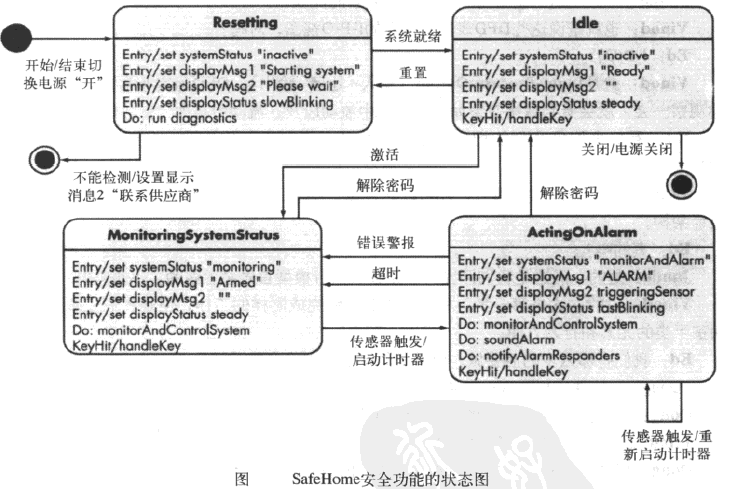 Resetting
Entry/set systemStatus "inactive"
Entry/set displayMsg1 "Starting system"
Entry/set displayMsg2 "Please wait"
Entry/set displayStatus slowBlinking
Do: run diagnostics
开始/结束切
换电源“开”
系统就绪
重置
Idle
Entry/set systemStatus "inactive"
Entry/set displayMsg1 "Ready"
Entry/set displayMsg2 ""
Entry/set displayStatus steady
KeyHit/handleKey
不能检测/设置显示
消息2“联系供应商”
激活
解除密码
解除密码
关闭/电源关闭
MonitoringSystemStatus
Entry/set systemStatus "monitoring"
Entry/set displayMsg1 "Armed"
Entry/set displayMsg2 ""
Entry/set displayStatus steady
Do: monitorAndControlSystem
KeyHit/handleKey
错误警报
超时
传感器触发/
启动计时器
ActingOnAlarm
Entry/set systemStatus "monitorAndAlarm"
Entry/set displayMsg1 "ALARM"
Entry/set displayMsg2 triggeringSensor
Entry/set displayStatus fastBlinking
Do: monitorAndControlSystem
Do: soundAlarm
Do: notifyAlarmResponders
KeyHit/handleKey
传感器触发/重
新启动计时器
图 SafeHome安全功能的状态图